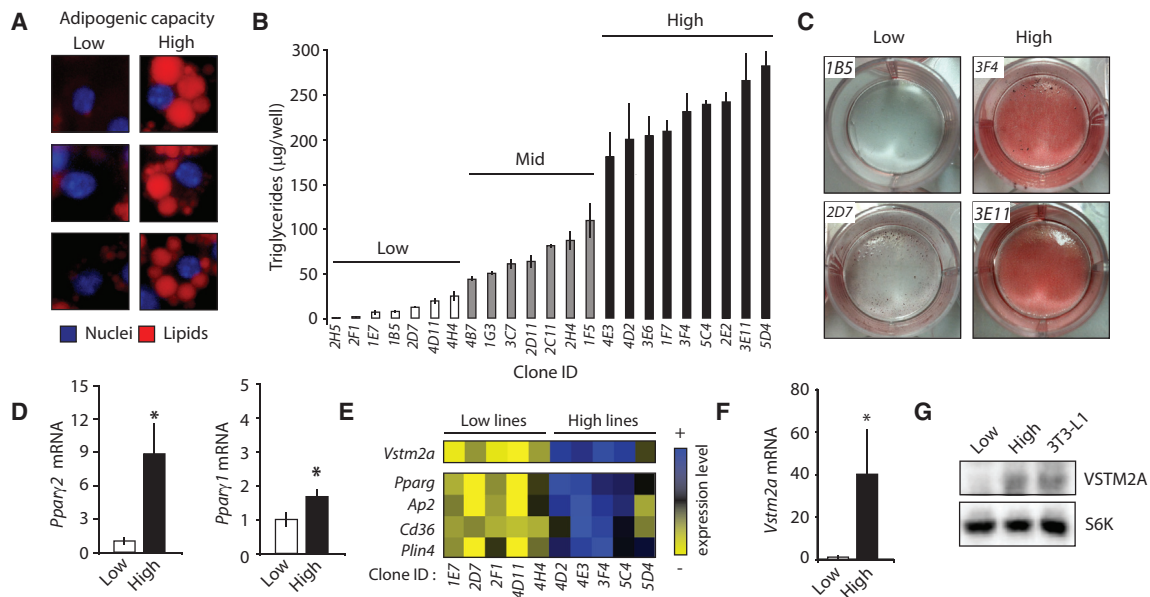 A
Adipogenic capacity
Low
High
Nuclei
Lipids
B
Triglycerides (µg/well)
300
250
200
150
100
50
0
Low
Mid
High
2H5
2F1
1E7
1B5
2D7
4D11
4H4
4B7
1G3
3C7
2D11
2C11
2H4
1F5
4E3
4D2
3E6
1F7
3F4
5C4
2E2
3E11
5D4
Clone ID
C
Low
High
1B5
3F4
2D7
3E11
D
Pparγ2 mRNA
15
12
9
6
3
0
*
Low
High
Pparγ1 mRNA
5
4
3
2
1
0
*
Low
High
E
Low lines
High lines
Vstm2a
Pparg
Ap2
Cd36
Plin4
Clone ID :
1E7
2D7
2F1
4D11
4H4
4D2
4E3
3F4
5C4
5D4
+
expression level
-
F
Vstm2a mRNA
80
60
40
20
0
*
Low
High
G
Low
High
3T3-L1
VSTM2A
S6K